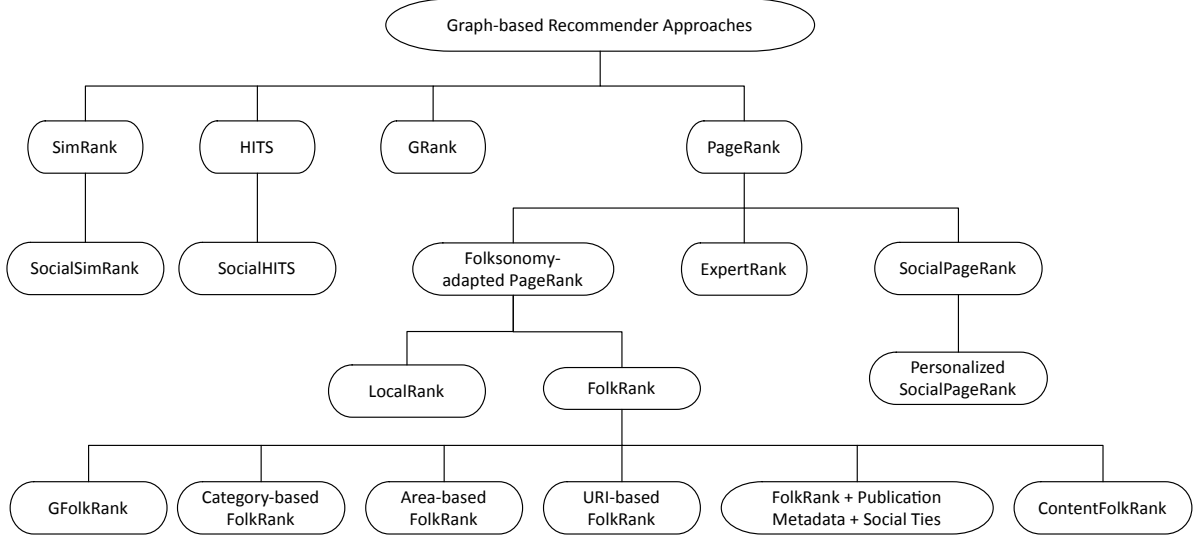 Graph-based Recommender Approaches
SimRank
HITS
GRank
PageRank
SocialSimRank
SocialHITS
Folksonomy-
adapted PageRank
ExpertRank
SocialPageRank
LocalRank
FolkRank
Personalized
SocialPageRank
GFolkRank
Category-based
FolkRank
Area-based
FolkRank
URI-based
FolkRank
FolkRank + Publication
Metadata + Social Ties
ContentFolkRank